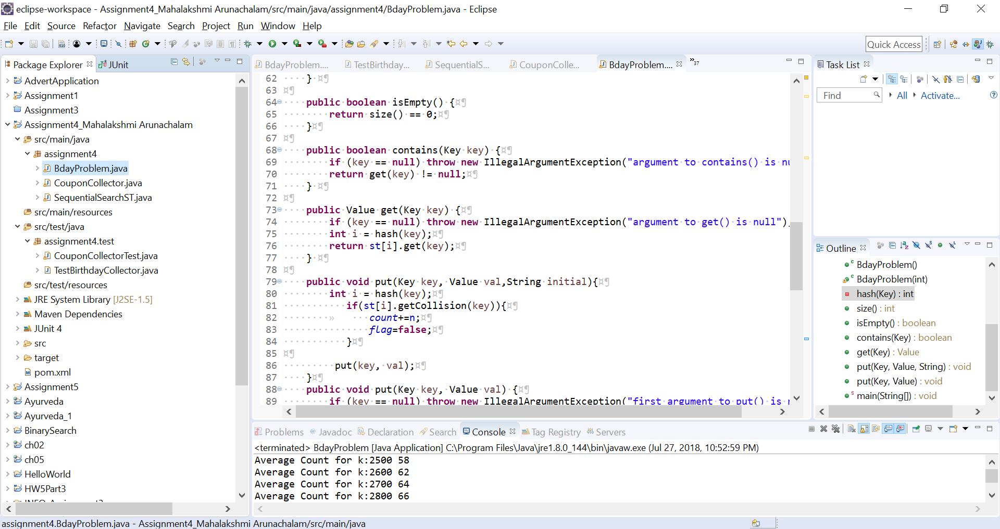 eclipse-workspace - Assignment4_Mahalakshmi Arunachalam/src/main/java/assignment4/BdayProblem.java - Eclipse
File Edit Source Refactor Navigate Search Project Run Window Help
Quick Access
Package Explorer
JUnit
AdvertApplication
Assignment1
Assignment3
Assignment4_Mahalakshmi Arunachalam
src/main/java
assignment4
BdayProblem.java
CouponCollector.java
SequentialSearchST.java
src/main/resources
src/test/java
assignment4.test
CouponCollectorTest.java
TestBirthdayCollector.java
src/test/resources
JRE System Library [J2SE-1.5]
Maven Dependencies
JUnit 4
src
target
pom.xml
Assignment5
Ayurveda
Ayurveda_1
BinarySearch
ch02
ch05
HelloWorld
HW5Part3
BdayProblem.... TestBirthday... SequentialS... CouponColle... BdayProblem.... »37
62 }
63
64 public boolean isEmpty() {
65 return size() == 0;
66 }
67
68 public boolean contains(Key key) {
69 if (key == null) throw new IllegalArgumentException("argument to contains() is nu
70 return get(key) != null;
71 }
72
73 public Value get(Key key) {
74 if (key == null) throw new IllegalArgumentException("argument to get() is null")
75 int i = hash(key);
76 return st[i].get(key);
77 }
78
79 public void put(Key key, Value val,String initial){
80 int i = hash(key);
81 if(st[i].getCollision(key)){
82 count+=n;
83 flag=false;
84 }
85
86 put(key, val);
87 }
88 public void put(Key key, Value val) {
89 if (key == null) throw new IllegalArgumentException("first argument to put() is
Task List
Find All Activate...
Outline
BdayProblem()
BdayProblem(int)
hash(Key) : int
size() : int
isEmpty() : boolean
contains(Key) : boolean
get(Key) : Value
put(Key, Value, String) : void
put(Key, Value) : void
main(String[]) : void
Problems @ Javadoc Declaration Search Console Tag Registry Servers
<terminated> BdayProblem [Java Application] C:\Program Files\Java\jre1.8.0_144\bin\javaw.exe (Jul 27, 2018, 10:52:59 PM)
Average Count for k:2500 58
Average Count for k:2600 62
Average Count for k:2700 64
Average Count for k:2800 66
assignment4.BdayProblem.java - Assignment4_Mahalakshmi Arunachalam/src/main/java